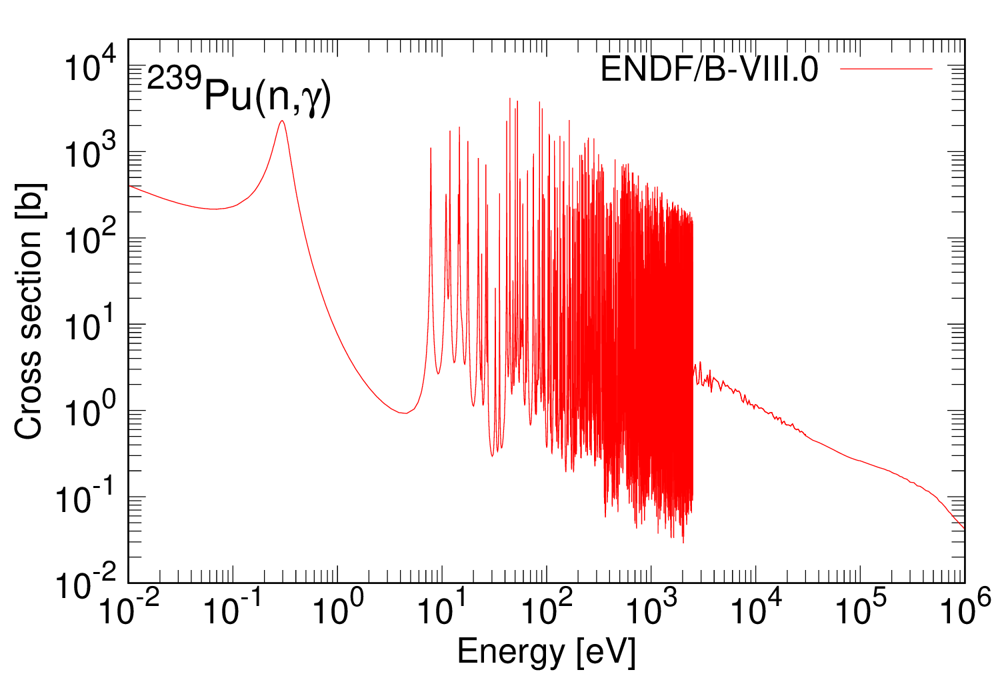 ²³⁹Pu(n,γ)
ENDF/B-VIII.0
Cross section [b]
10⁴
10³
10²
10¹
10⁰
10⁻¹
10⁻²
10⁻² 10⁻¹ 10⁰ 10¹ 10² 10³ 10⁴ 10⁵ 10⁶
Energy [eV]